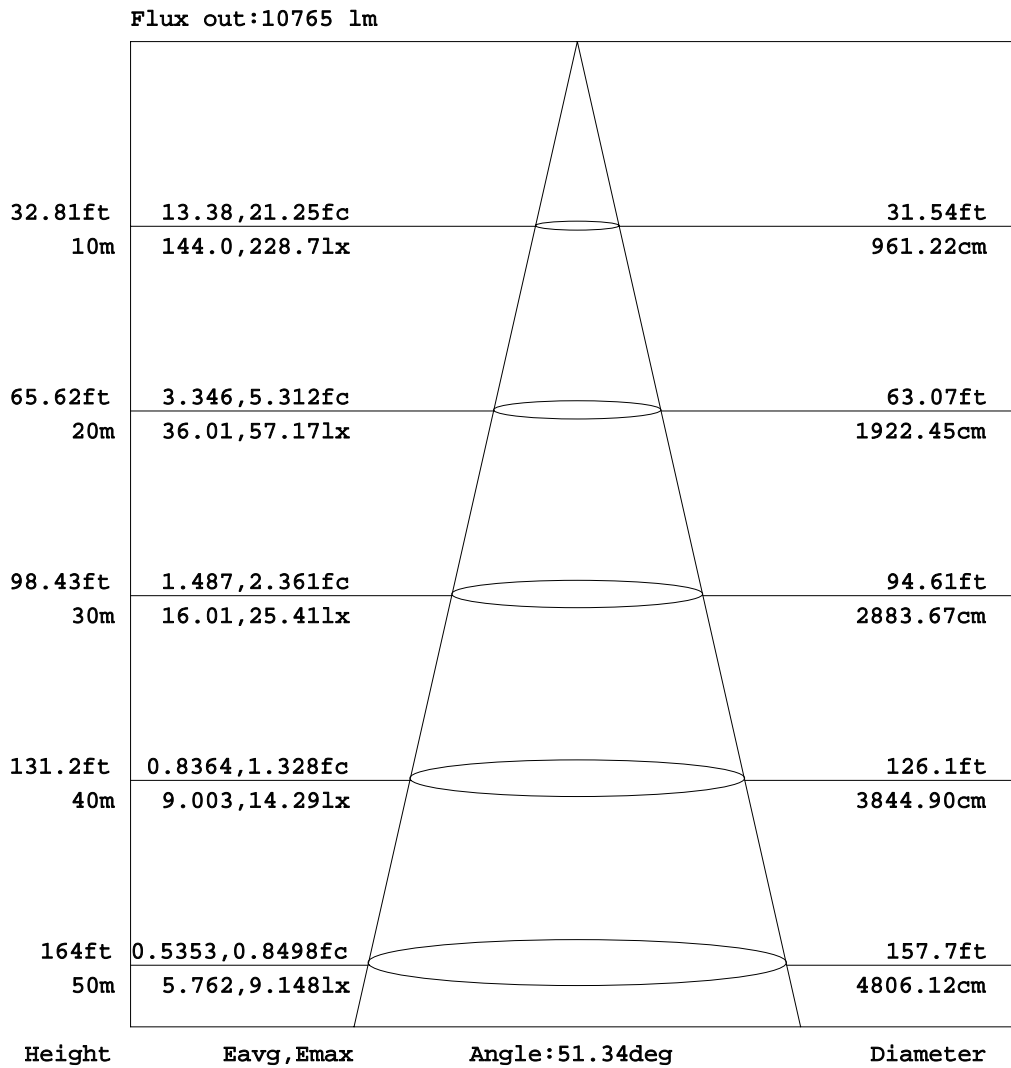 Flux out:10765 lm
32.81ft 13.38,21.25fc 31.54ft
10m 144.0,228.7lx 961.22cm
65.62ft 3.346,5.312fc 63.07ft
20m 36.01,57.17lx 1922.45cm
98.43ft 1.487,2.361fc 94.61ft
30m 16.01,25.41lx 2883.67cm
131.2ft 0.8364,1.328fc 126.1ft
40m 9.003,14.29lx 3844.90cm
164ft 0.5353,0.8498fc 157.7ft
50m 5.762,9.148lx 4806.12cm
Height Eavg,Emax Angle:51.34deg Diameter